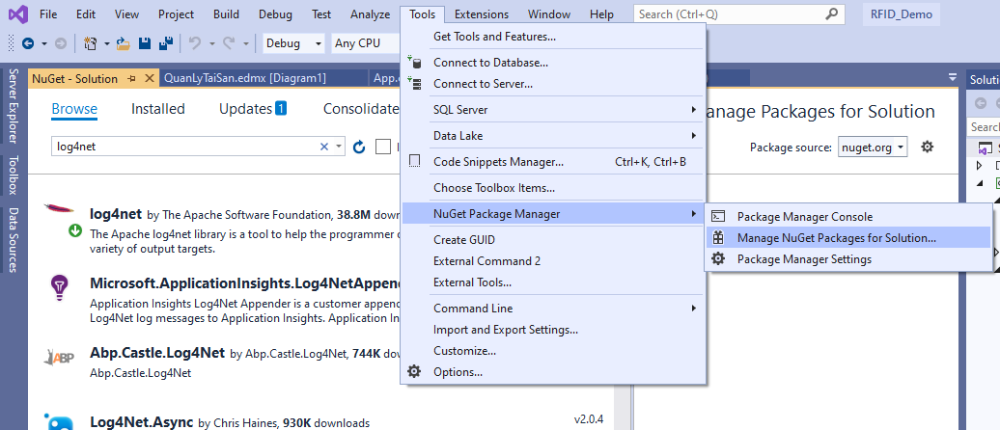 File Edit View Project Build Debug Test Analyze Tools Extensions Window Help Search (Ctrl+Q) RFID_Demo
Debug Any CPU
Server Explorer
Toolbox
Data Sources
NuGet - Solution
QuanLyTaiSan.edmx [Diagram1]
App.
Browse Installed Updates 1 Consolidate
anage Packages for Solution
log4net
Package source: nuget.org
log4net by The Apache Software Foundation, 38.8M dow
The Apache log4net library is a tool to help the programmer o
variety of output targets.
Microsoft.ApplicationInsights.Log4NetAppende
Application Insights Log4Net Appender is a customer append
Log4Net log messages to Application Insights. Application In
ABP
Abp.Castle.Log4Net by Abp.Castle.Log4Net, 744K dow
Abp.Castle.Log4Net
Log4Net.Async by Chris Haines, 930K downloads
v2.0.4
Get Tools and Features...
Connect to Database...
Connect to Server...
SQL Server
Data Lake
Code Snippets Manager... Ctrl+K, Ctrl+B
Choose Toolbox Items...
NuGet Package Manager
Create GUID
External Command 2
External Tools...
Command Line
Import and Export Settings...
Customize...
Options...
Package Manager Console
Manage NuGet Packages for Solution...
Package Manager Settings
Solutio
Search